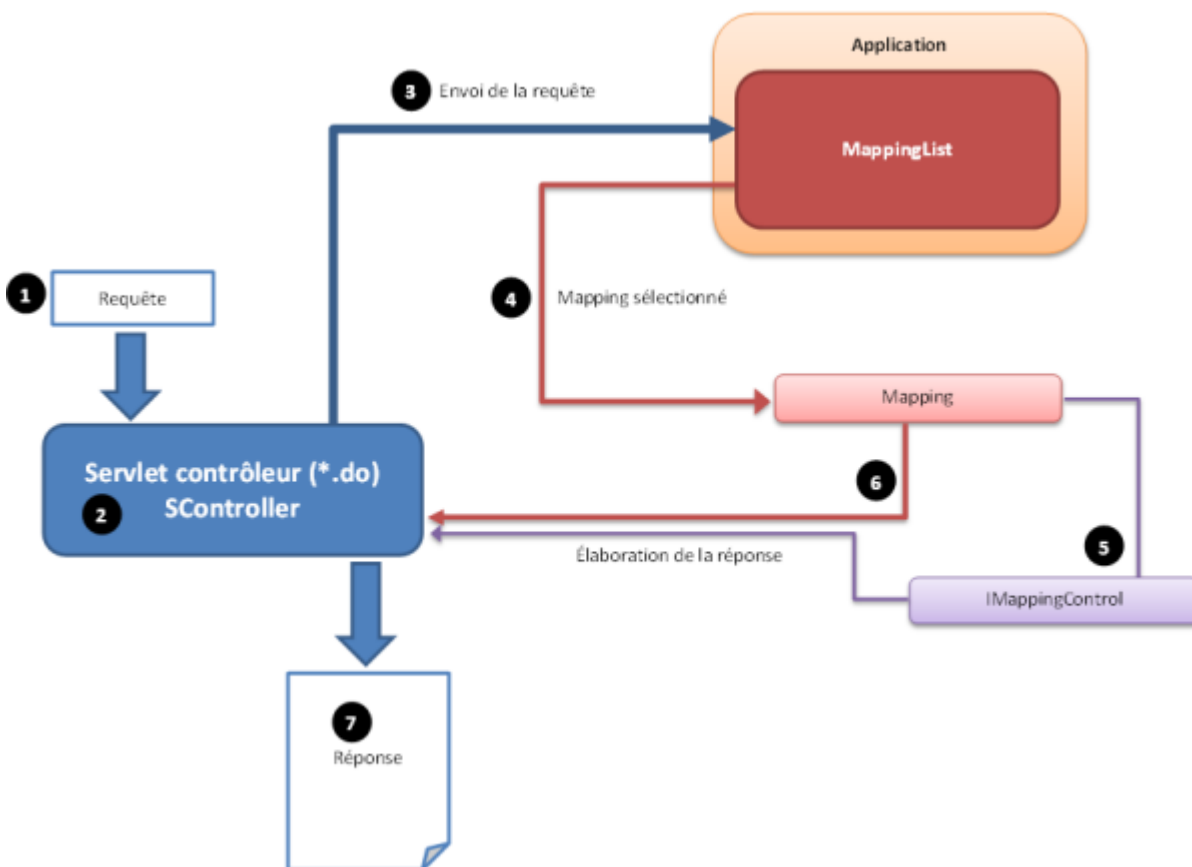 Application
3 Envoi de la requête
MappingList
1 Requête
4 Mapping sélectionné
Mapping
Servlet contrôleur (*.do)
2 SController
6
Élaboration de la réponse
5
IMappingControl
7
Réponse